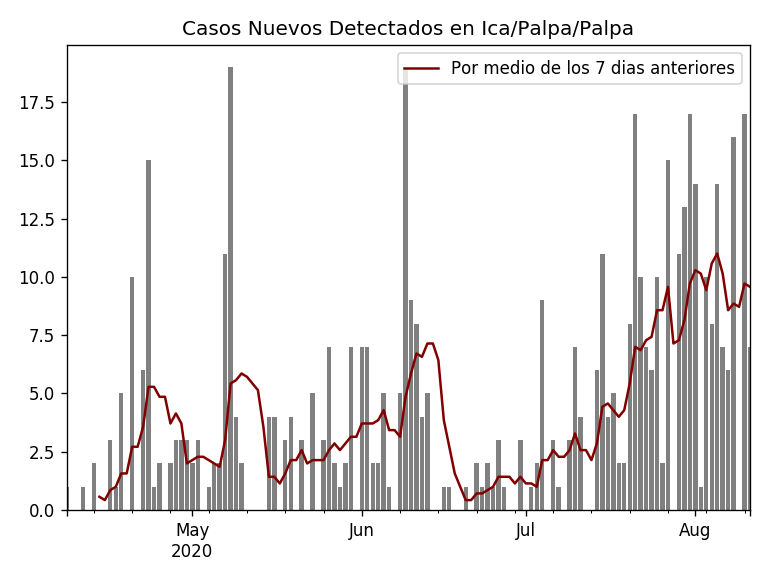 Casos Nuevos Detectados en Ica/Palpa/Palpa
Por medio de los 7 dias anteriores
17.5
15.0
12.5
10.0
7.5
5.0
2.5
0.0
May
Jun
Jul
Aug
2020